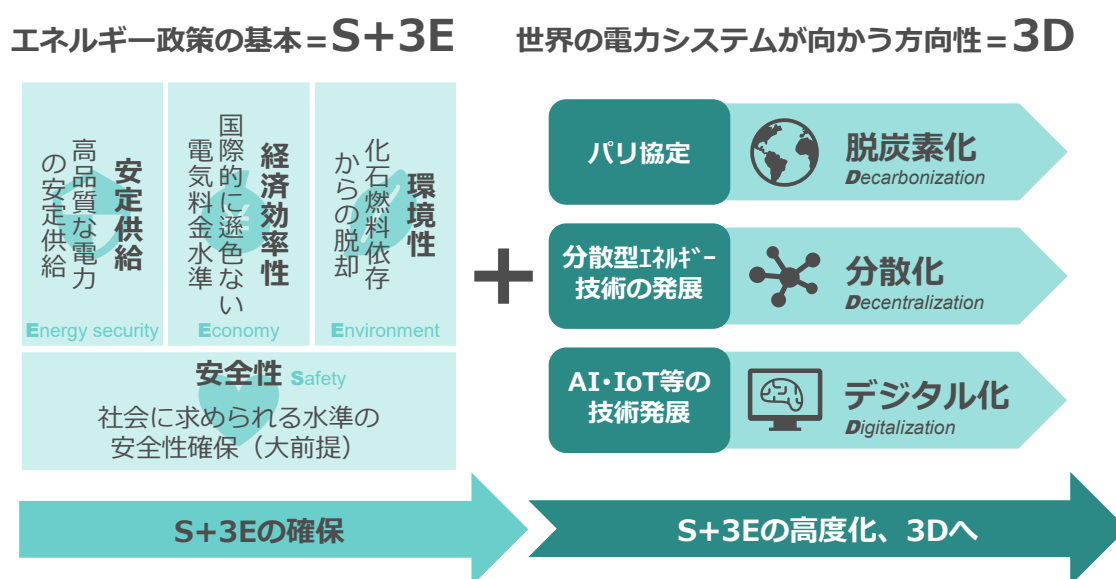 エネルギー政策の基本=S+3E
世界の電力システムが向かう方向性=3D
安定供給
高品質な電力
の安定供給
Energy security
経済効率性
国際的に遜色ない
電気料金水準
¥
Economy
環境性
化石燃料依存
からの脱却
Environment
安全性 Safety
社会に求められる水準の
安全性確保（大前提）
+
パリ協定
脱炭素化
Decarbonization
分散型ｴﾈﾙｷﾞｰ
技術の発展
分散化
Decentralization
AI・IoT等の
技術発展
デジタル化
Digitalization
S+3Eの確保
S+3Eの高度化、3Dへ